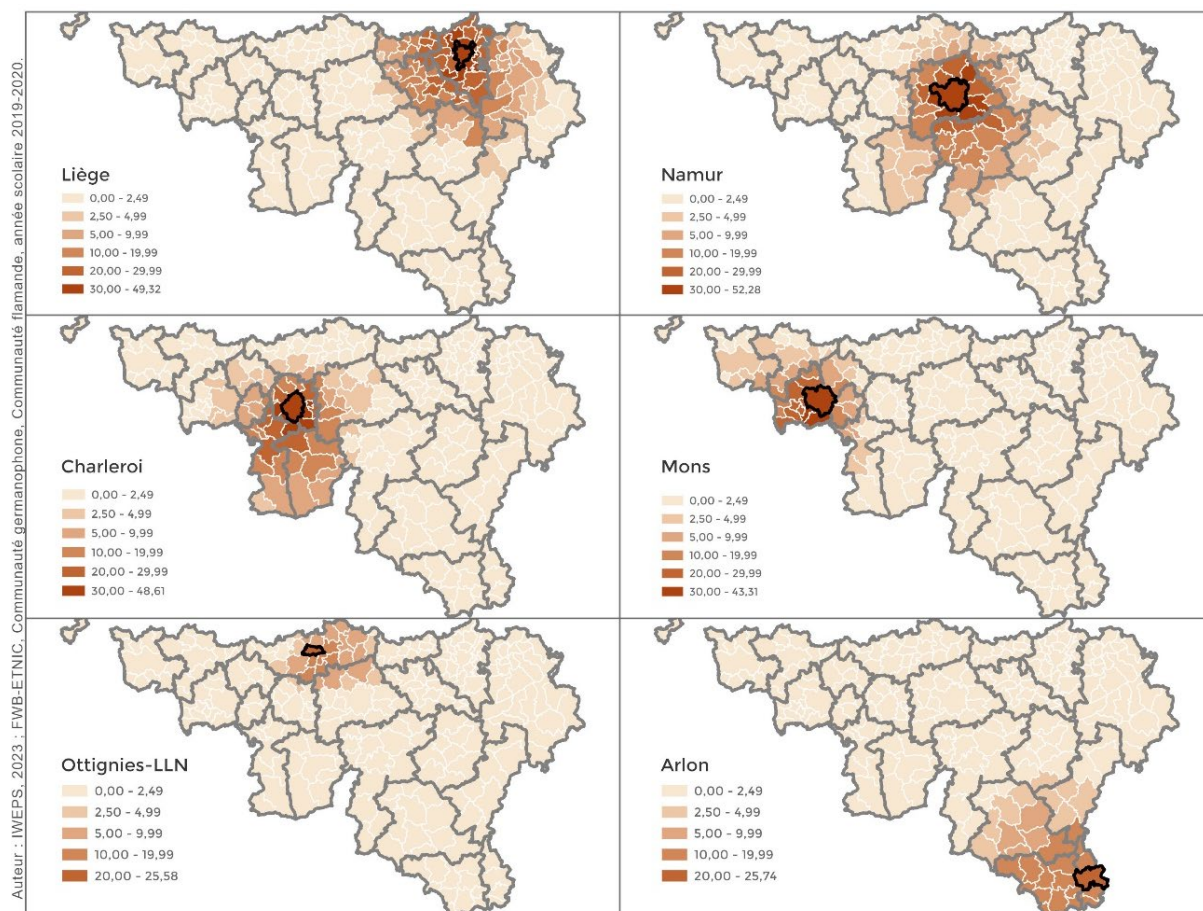 Auteur : IWEPS, 2023 ; FWB-ETNIC, Communauté germanophone, Communauté flamande, année scolaire 2019-2020.
Liège
0,00 - 2,49
2,50 - 4,99
5,00 - 9,99
10,00 - 19,99
20,00 - 29,99
30,00 - 49,32
Namur
0,00 - 2,49
2,50 - 4,99
5,00 - 9,99
10,00 - 19,99
20,00 - 29,99
30,00 - 52,28
Charleroi
0,00 - 2,49
2,50 - 4,99
5,00 - 9,99
10,00 - 19,99
20,00 - 29,99
30,00 - 48,61
Mons
0,00 - 2,49
2,50 - 4,99
5,00 - 9,99
10,00 - 19,99
20,00 - 29,99
30,00 - 43,31
Ottignies-LLN
0,00 - 2,49
2,50 - 4,99
5,00 - 9,99
10,00 - 19,99
20,00 - 25,58
Arlon
0,00 - 2,49
2,50 - 4,99
5,00 - 9,99
10,00 - 19,99
20,00 - 25,74